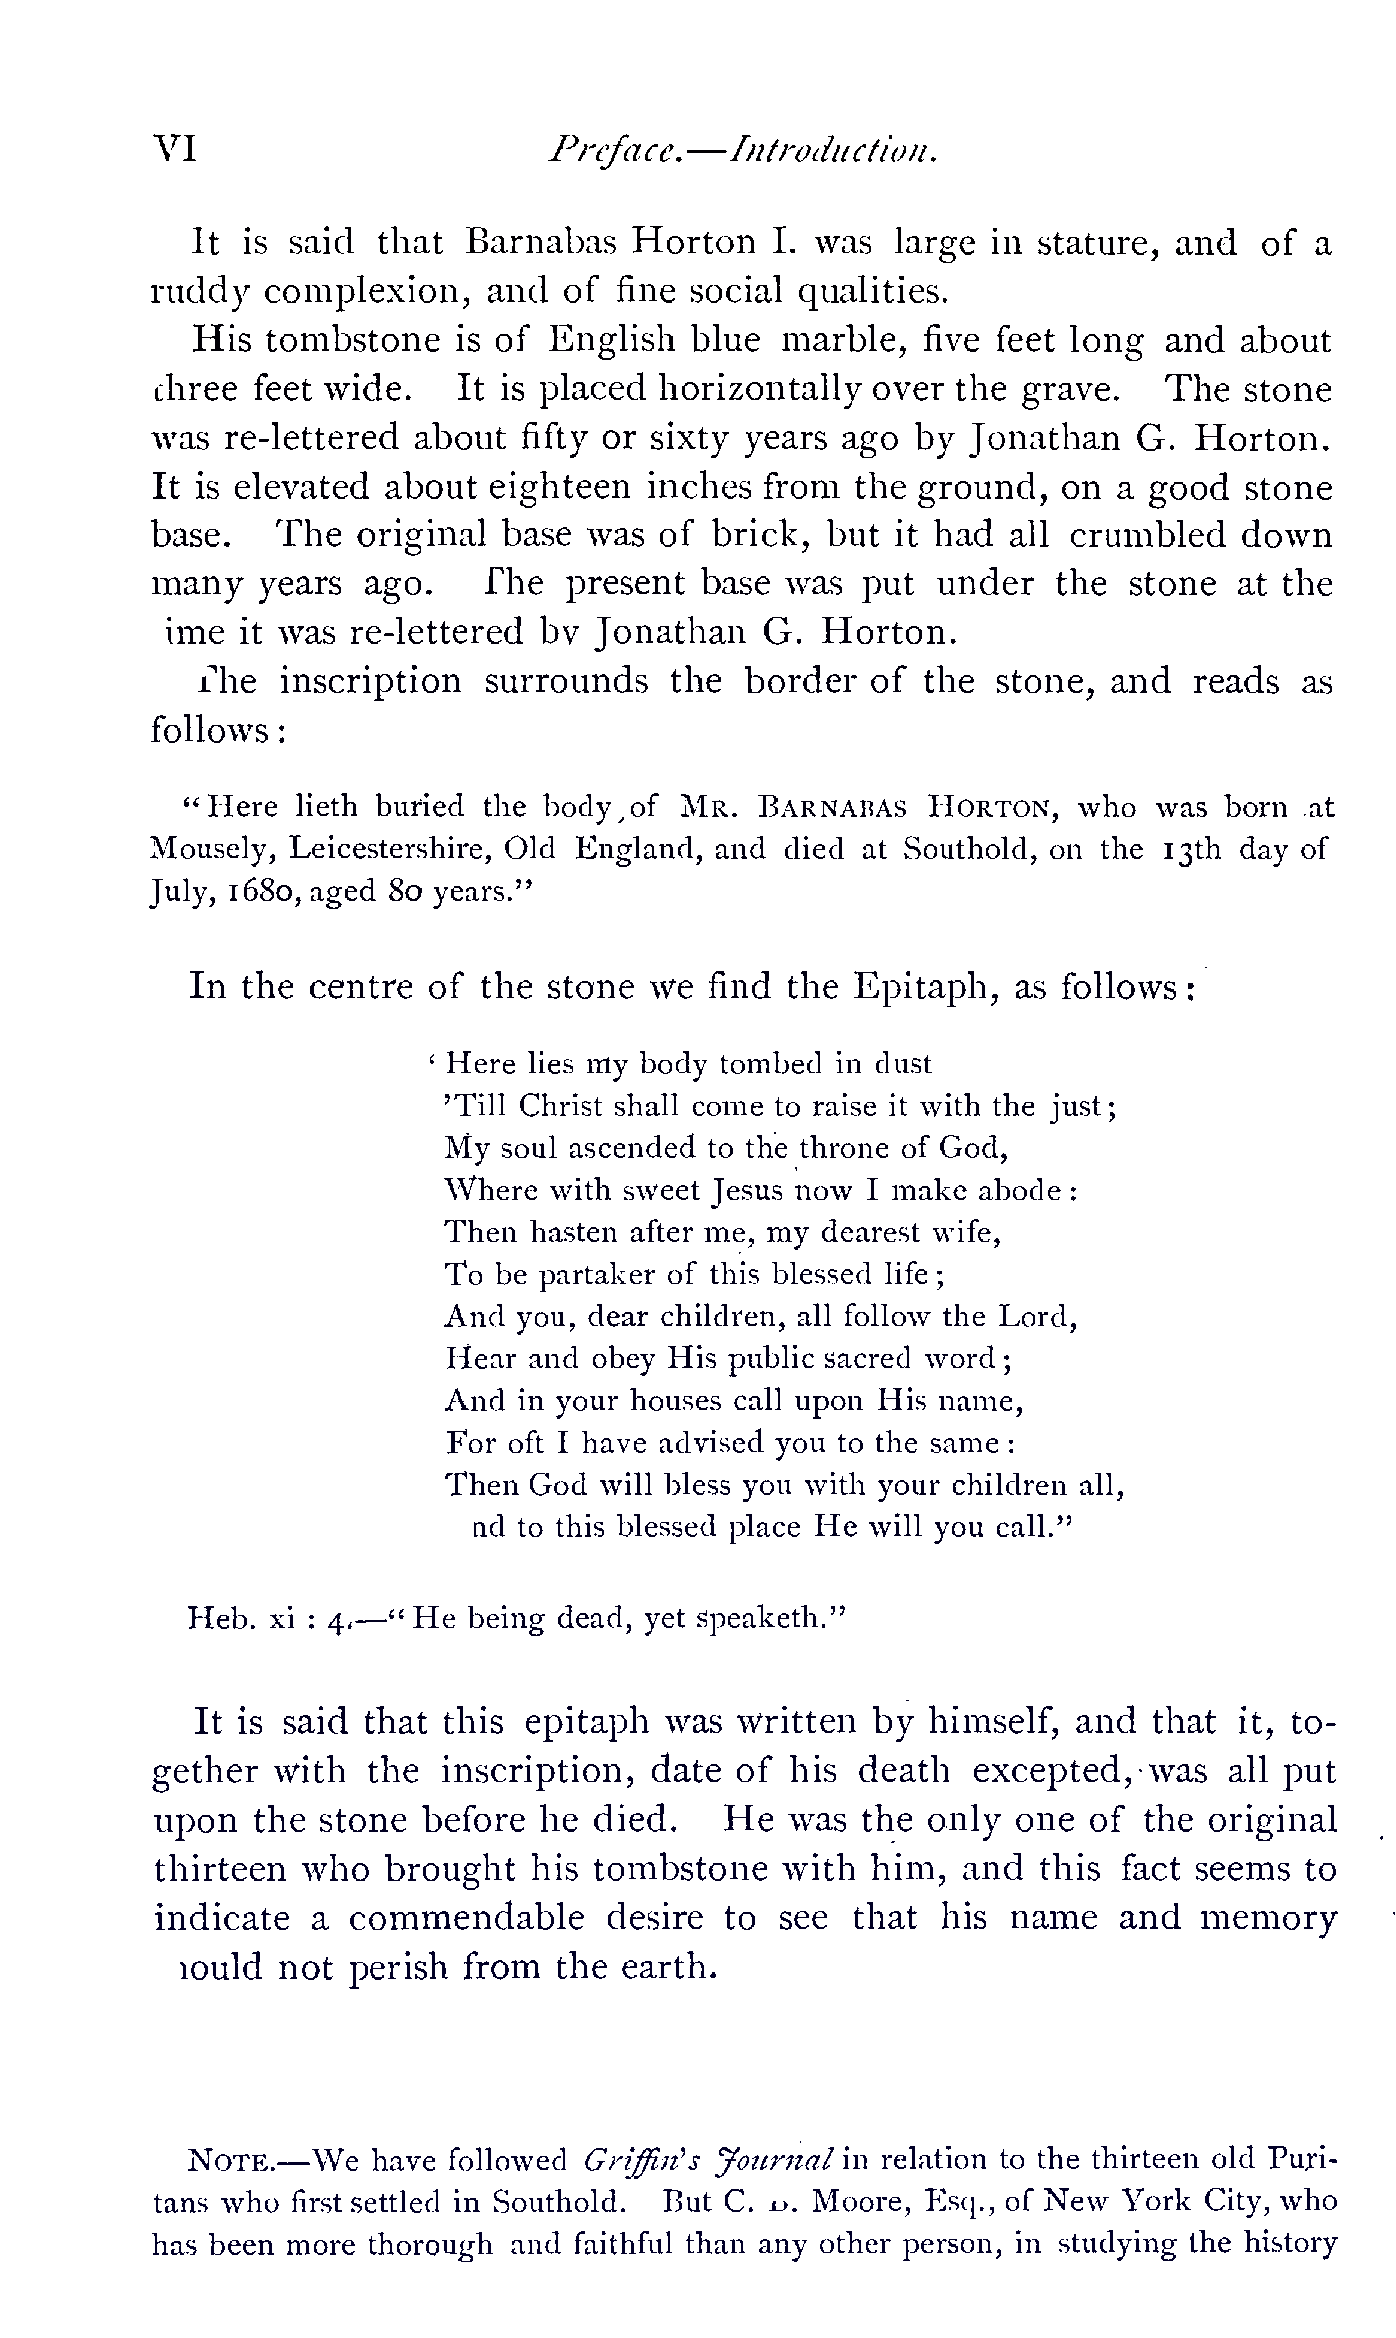 VI Preface.—Introduction.
It is said that Barnabas Horton I. was large in stature, and of a
ruddy complexion, and of fine social qualities.
His tombstone is of English blue marble, five feet long and about
three feet wide. It is placed horizontally over the grave. The stone
was re-lettered about fifty or sixty years ago by Jonathan G. Horton.
It is elevated about eighteen inches from the ground, on a good stone
base. The original base was of brick, but it had all crumbled down
many years ago. The present base was put under the stone at the
ime it was re-lettered by Jonathan G. Horton.
The inscription surrounds the border of the stone, and reads as
follows :
“Here lieth buried the body of MR. BARNABAS HORTON, who was born at
Mousely, Leicestershire, Old England, and died at Southold, on the 13th day of
July, 1680, aged 80 years.”
In the centre of the stone we find the Epitaph, as follows :
‘ Here lies my body tombed in dust
’Till Christ shall come to raise it with the just ;
My soul ascended to the throne of God,
Where with sweet Jesus now I make abode :
Then hasten after me, my dearest wife,
To be partaker of this blessed life ;
And you, dear children, all follow the Lord,
Hear and obey His public sacred word ;
And in your houses call upon His name,
For oft I have advised you to the same :
Then God will bless you with your children all,
nd to this blessed place He will you call.”
Heb. xi : 4.—“He being dead, yet speaketh.”
It is said that this epitaph was written by himself, and that it, to-
gether with the inscription, date of his death excepted, was all put
upon the stone before he died. He was the only one of the original
thirteen who brought his tombstone with him, and this fact seems to
indicate a commendable desire to see that his name and memory
hould not perish from the earth.
NOTE.—We have followed Griffin’s Journal in relation to the thirteen old Puri-
tans who first settled in Southold. But C. D. Moore, Esq., of New York City, who
has been more thorough and faithful than any other person, in studying the history